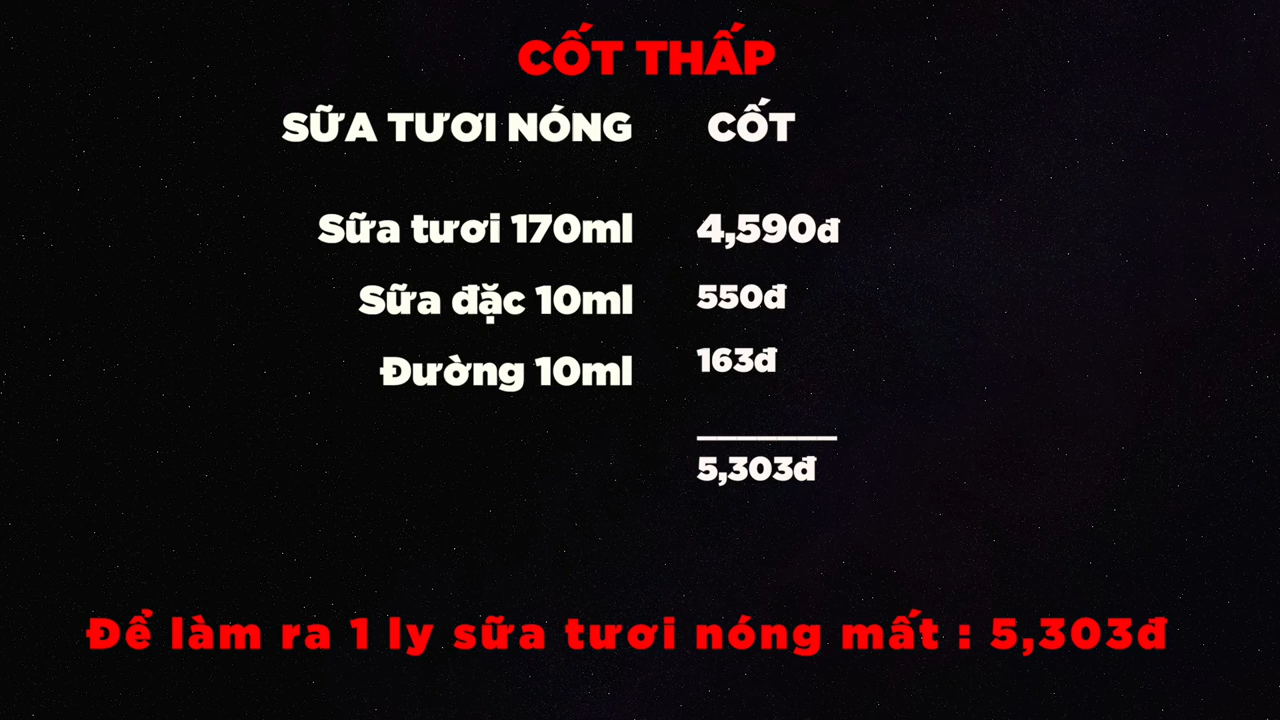 CỐT THẤP
SỮA TƯƠI NÓNG CỐT
Sữa tươi 170ml 4,590đ
Sữa đặc 10ml 550đ
Đường 10ml 163đ
5,303đ
Để làm ra 1 ly sữa tươi nóng mất : 5,303đ